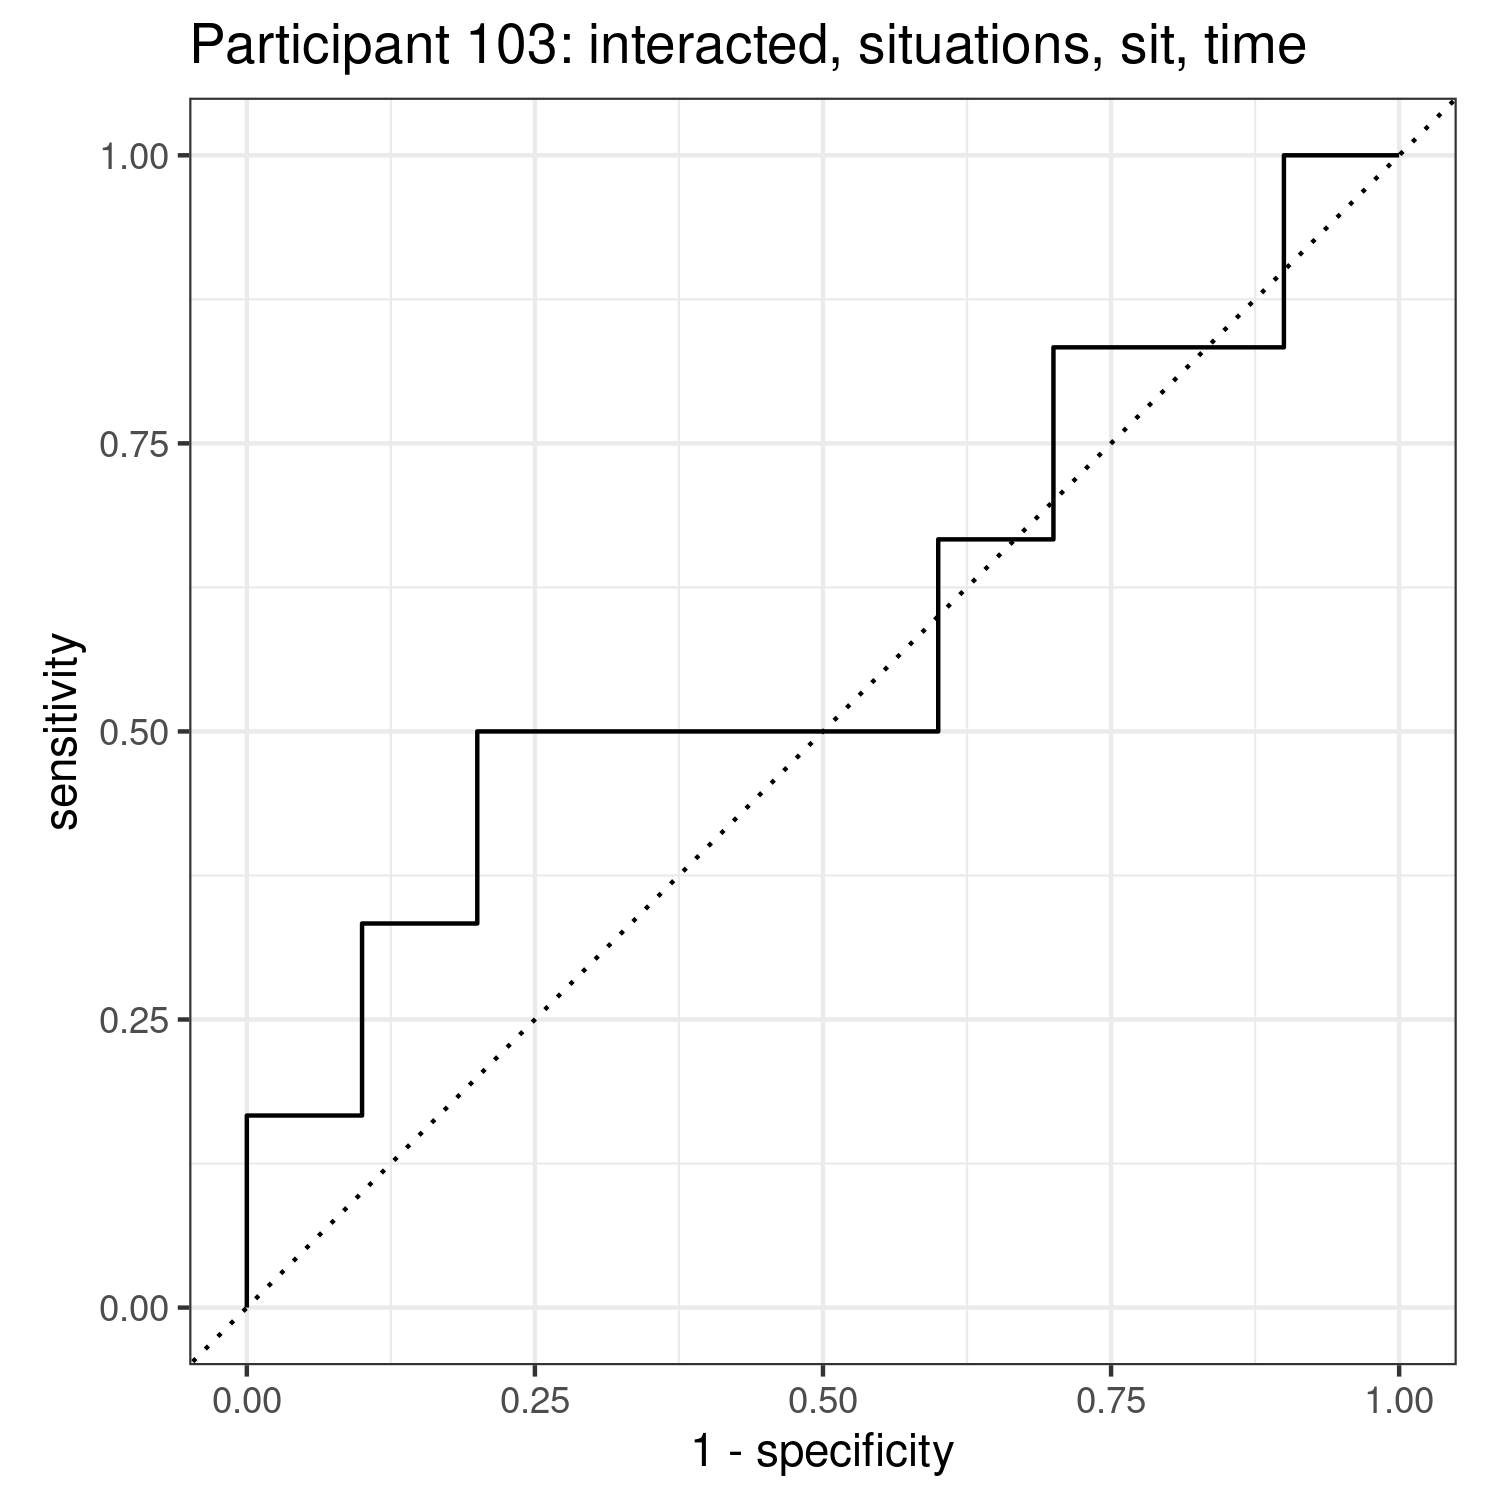 Participant 103: interacted, situations, sit, time
1.00
0.75
0.50
0.25
0.00
sensitivity
0.00 0.25 0.50 0.75 1.00
1 - specificity